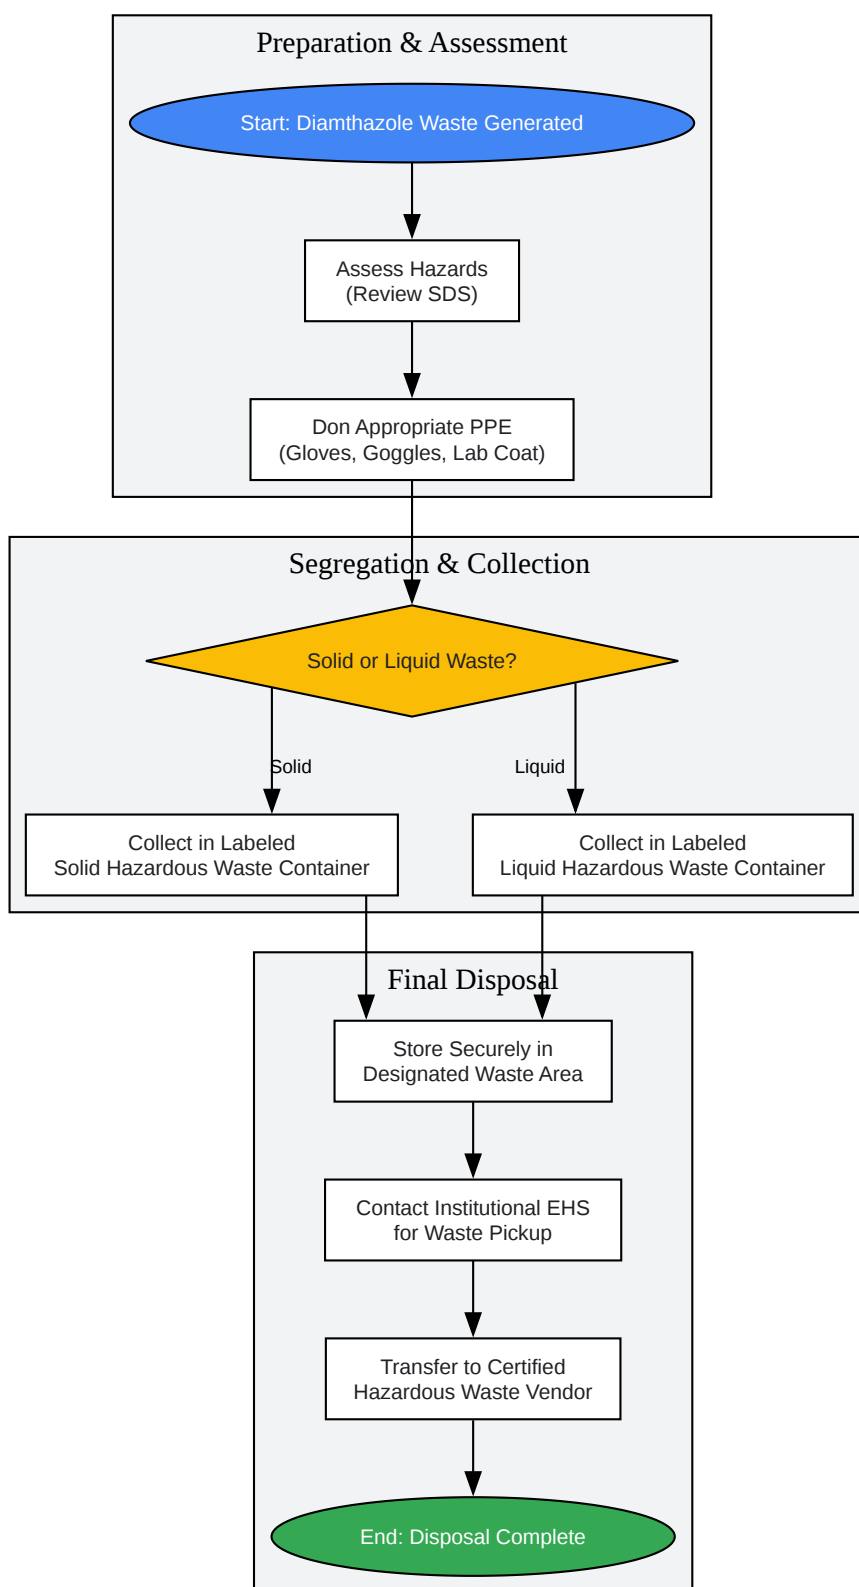 Preparation & Assessment
Start: Diamthazole Waste Generated
Assess Hazards
(Review SDS)
Don Appropriate PPE
(Gloves, Goggles, Lab Coat)
Segregation & Collection
Solid or Liquid Waste?
Solid
Liquid
Collect in Labeled
Solid Hazardous Waste Container
Collect in Labeled
Liquid Hazardous Waste Container
Final Disposal
Store Securely in
Designated Waste Area
Contact Institutional EHS
for Waste Pickup
Transfer to Certified
Hazardous Waste Vendor
End: Disposal Complete